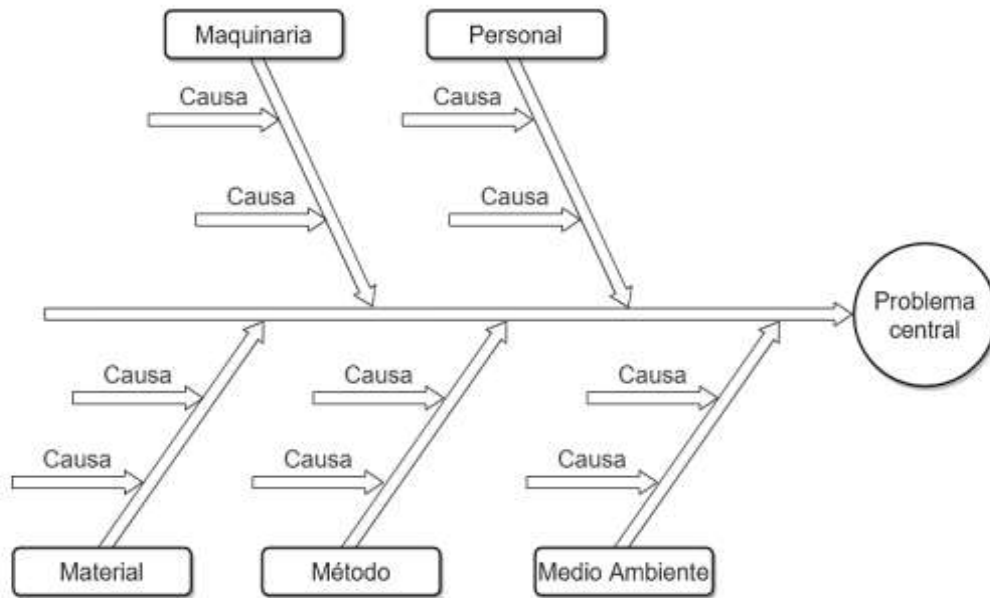 Maquinaria
Personal
Causa
Causa
Causa
Causa
Problema
central
Causa
Causa
Causa
Causa
Causa
Causa
Material
Método
Medio Ambiente